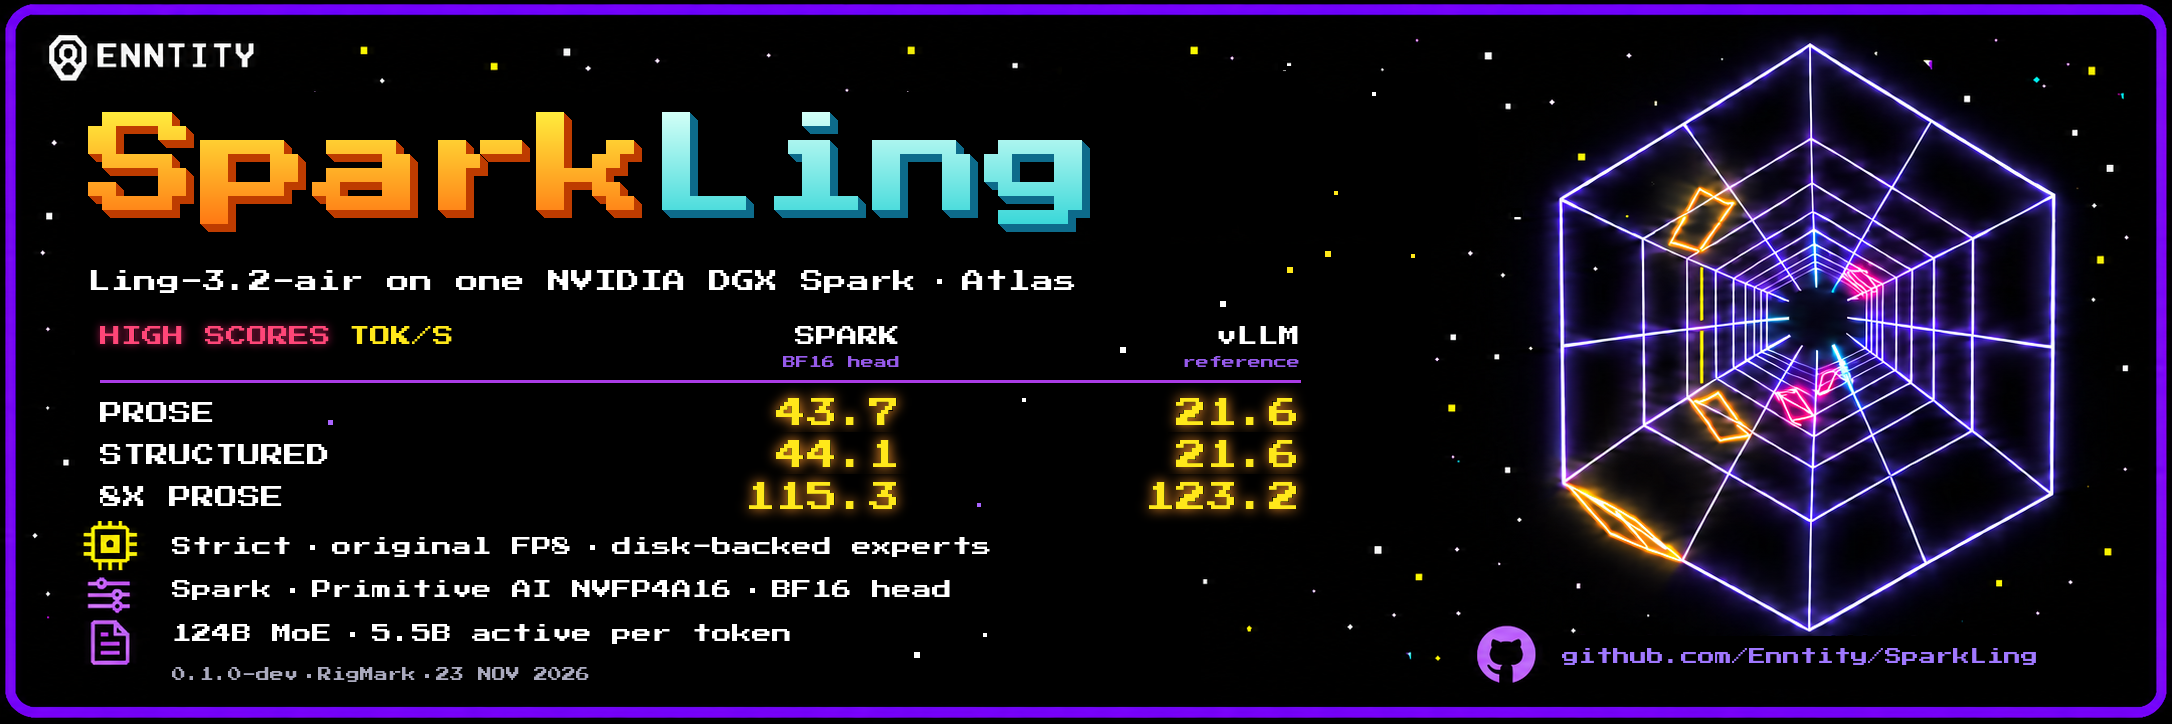 ENNTITY
SparkLing
Ling-3.2-air on one NVIDIA DGX Spark · Atlas
HIGH SCORES TOK/S SPARK vLLM
BF16 head reference
PROSE 43.7 21.6
STRUCTURED 44.1 21.6
8X PROSE 115.3 123.2
Strict · original FP8 · disk-backed experts
Spark · Primitive AI NVFP4A16 · BF16 head
124B MoE · 5.5B active per token
0.1.0-dev · RigMark · 23 NOV 2026
github.com/Enntity/SparkLing